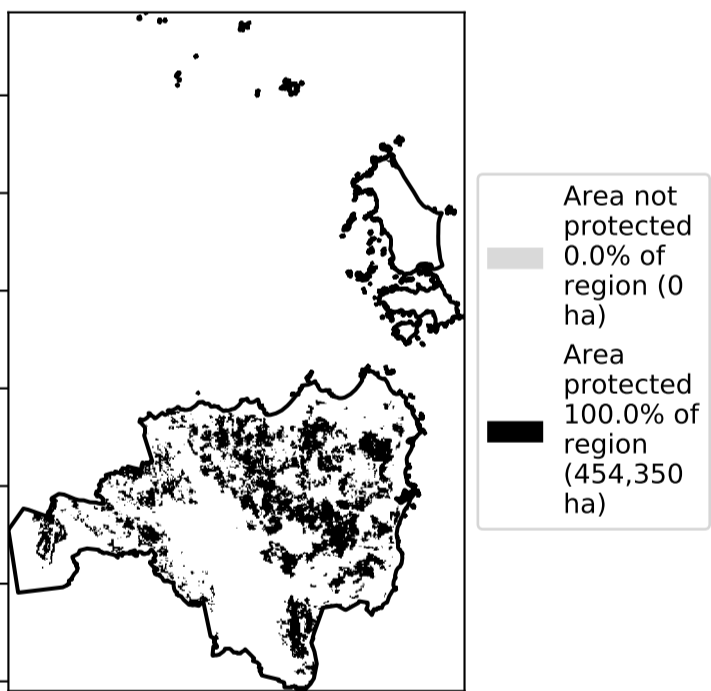 Area not
protected
0.0% of
region (0
ha)
Area
protected
100.0% of
region
(454,350
ha)